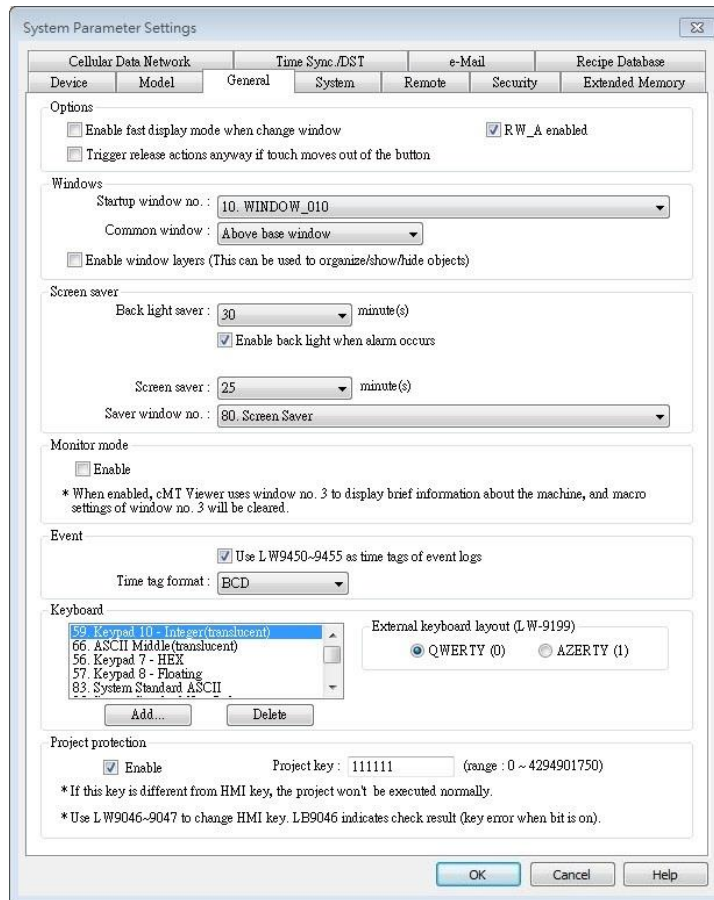 System Parameter Settings
Cellular Data Network Time Sync./DST e-Mail Recipe Database
Device Model General System Remote Security Extended Memory
Options
Enable fast display mode when change window RW_A enabled
Trigger release actions anyway if touch moves out of the button
Windows
Startup window no. : 10. WINDOW_010
Common window : Above base window
Enable window layers (This can be used to organize/show/hide objects)
Screen saver
Back light saver : 30 minute(s)
Enable back light when alarm occurs
Screen saver : 25 minute(s)
Saver window no. : 80. Screen Saver
Monitor mode
Enable
* When enabled, cMT Viewer uses window no. 3 to display brief information about the machine, and macro
settings of window no. 3 will be cleared.
Event
Use LW9450~9455 as time tags of event logs
Time tag format : BCD
Keyboard
59. Keypad 10 - Integer(translucent)
66. ASCII Middle(translucent)
56. Keypad 7 - HEX
57. Keypad 8 - Floating
83. System Standard ASCII
External keyboard layout (LW-9199)
QWERTY (0) AZERTY (1)
Add... Delete
Project protection
Enable Project key : 111111 (range : 0 ~ 4294901750)
* If this key is different from HMI key, the project won't be executed normally.
* Use LW9046~9047 to change HMI key. LB9046 indicates check result (key error when bit is on).
OK Cancel Help